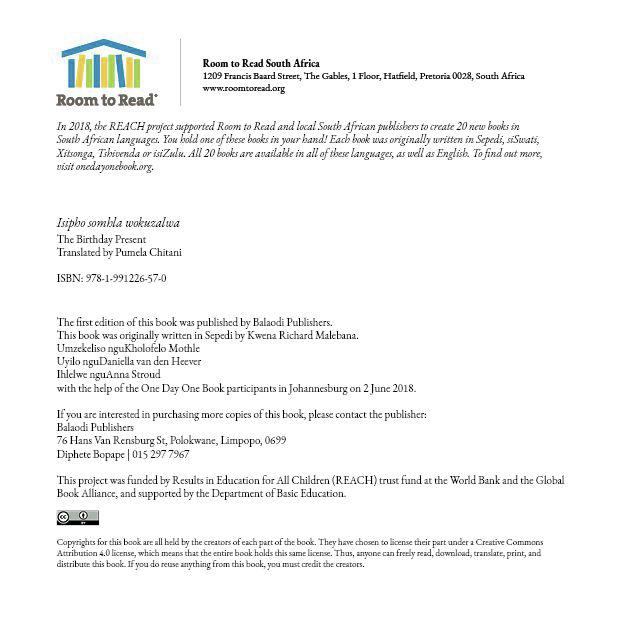 Room to Read®
Room to Read South Africa
1209 Francis Baard Street, The Gables, 1 Floor, Hatfield, Pretoria 0028, South Africa
www.roomtoread.org
In 2018, the REACH project supported Room to Read and local South African publishers to create 20 new books in
South African languages. You hold one of these books in your hand! Each book was originally written in Sepedi, siSwati,
Xitsonga, Tshivenda or isiZulu. All 20 books are available in all of these languages, as well as English. To find out more,
visit onedayonebook.org.
Isipho somhla wokuzalwa
The Birthday Present
Translated by Pumela Chitani
ISBN: 978-1-991226-57-0
The first edition of this book was published by Balaodi Publishers.
This book was originally written in Sepedi by Kwena Richard Malebana.
Umzekeliso nguKholofelo Mothle
Uyilo nguDaniella van den Heever
Ihlelwe nguAnna Stroud
with the help of the One Day One Book participants in Johannesburg on 2 June 2018.
If you are interested in purchasing more copies of this book, please contact the publisher:
Balaodi Publishers
76 Hans Van Rensburg St, Polokwane, Limpopo, 0699
Diphete Bopape | 015 297 7967
This project was funded by Results in Education for All Children (REACH) trust fund at the World Bank and the Global
Book Alliance, and supported by the Department of Basic Education.
cc BY
Copyrights for this book are all held by the creators of each part of the book. They have chosen to license their part under a Creative Commons
Attribution 4.0 license, which means that the entire book holds this same license. Thus, anyone can freely read, download, translate, print, and
distribute this book. If you do reuse anything from this book, you must credit the creators.